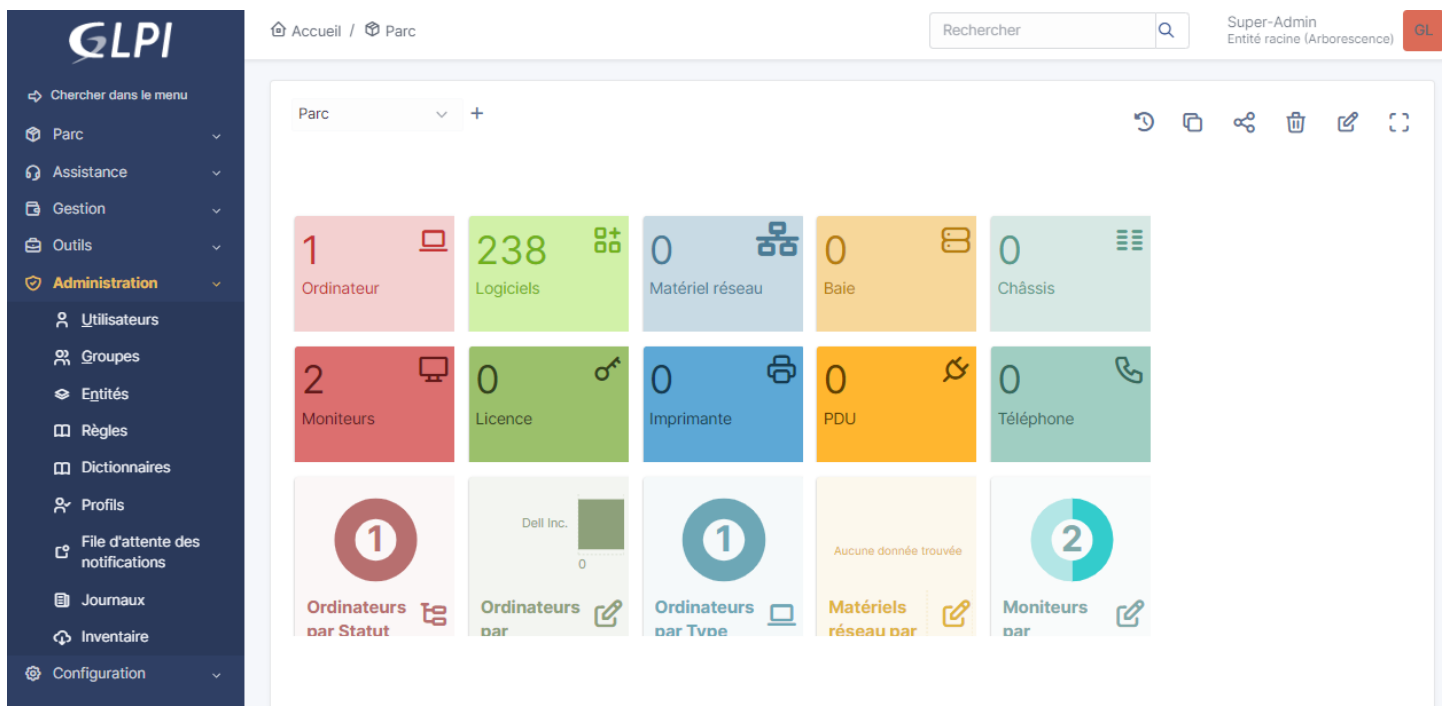 GLPI
Accueil / Parc
Rechercher
Super-Admin
Entité racine (Arborescence)
GL
Chercher dans le menu
Parc
Assistance
Gestion
Outils
Administration
Utilisateurs
Groupes
Entités
Règles
Dictionnaires
Profils
File d'attente des
notifications
Journaux
Inventaire
Configuration
Parc
1
Ordinateur
238
Logiciels
0
Matériel réseau
0
Baie
0
Châssis
2
Moniteurs
0
Licence
0
Imprimante
0
PDU
0
Téléphone
1
Ordinateurs
par Statut
Dell Inc.
0
Ordinateurs
par
1
Ordinateurs
par Type
Aucune donnée trouvée
Matériels
réseau par
2
Moniteurs
par